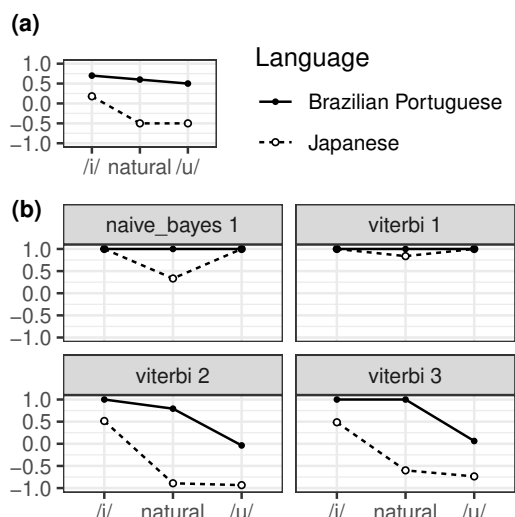 (a)
1.0
0.5
0.0
−0.5
−1.0
/i/ natural /u/
Language
Brazilian Portuguese
Japanese
(b)
naive_bayes 1
viterbi 1
1.0
0.5
0.0
−0.5
−1.0
viterbi 2
viterbi 3
1.0
0.5
0.0
−0.5
−1.0
/i/ natural /u/
/i/ natural /u/